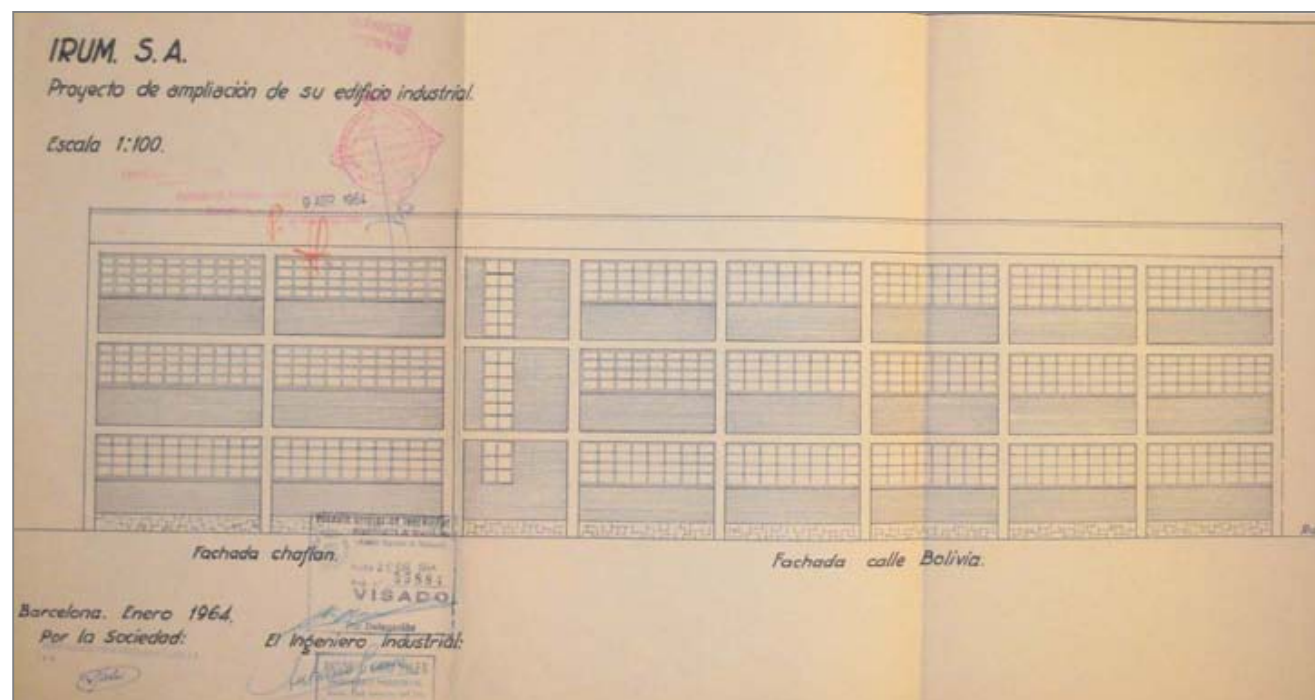 IRUM. S.A.
Proyecto de ampliación de su edificio industrial.
Escala 1:100.
9 ABR 1964
Fachada chaflan.
Fachada calle Bolivia.
VISADO
Barcelona. Enero 1964.
Por la Sociedad:
El Ingeniero Industrial: